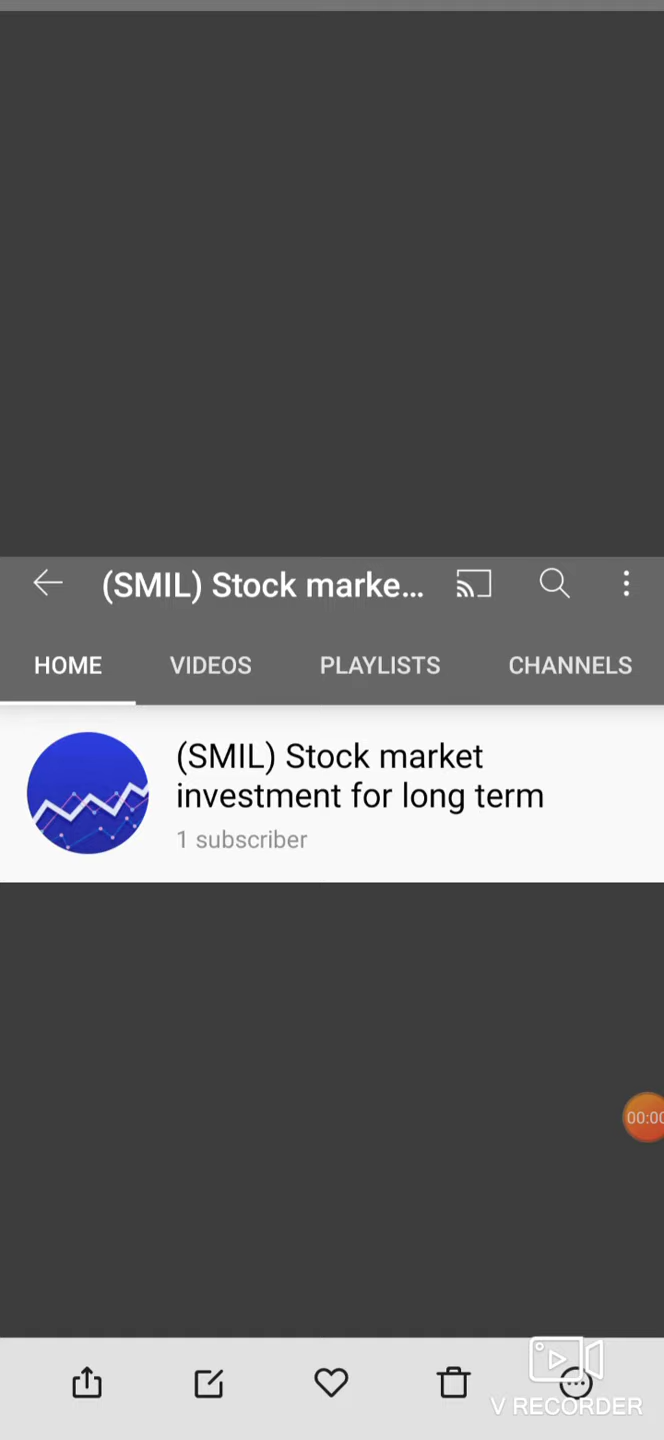 (SMIL) Stock marke...
HOME VIDEOS PLAYLISTS CHANNELS
(SMIL) Stock market
investment for long term
1 subscriber
00:00
V RECORDER